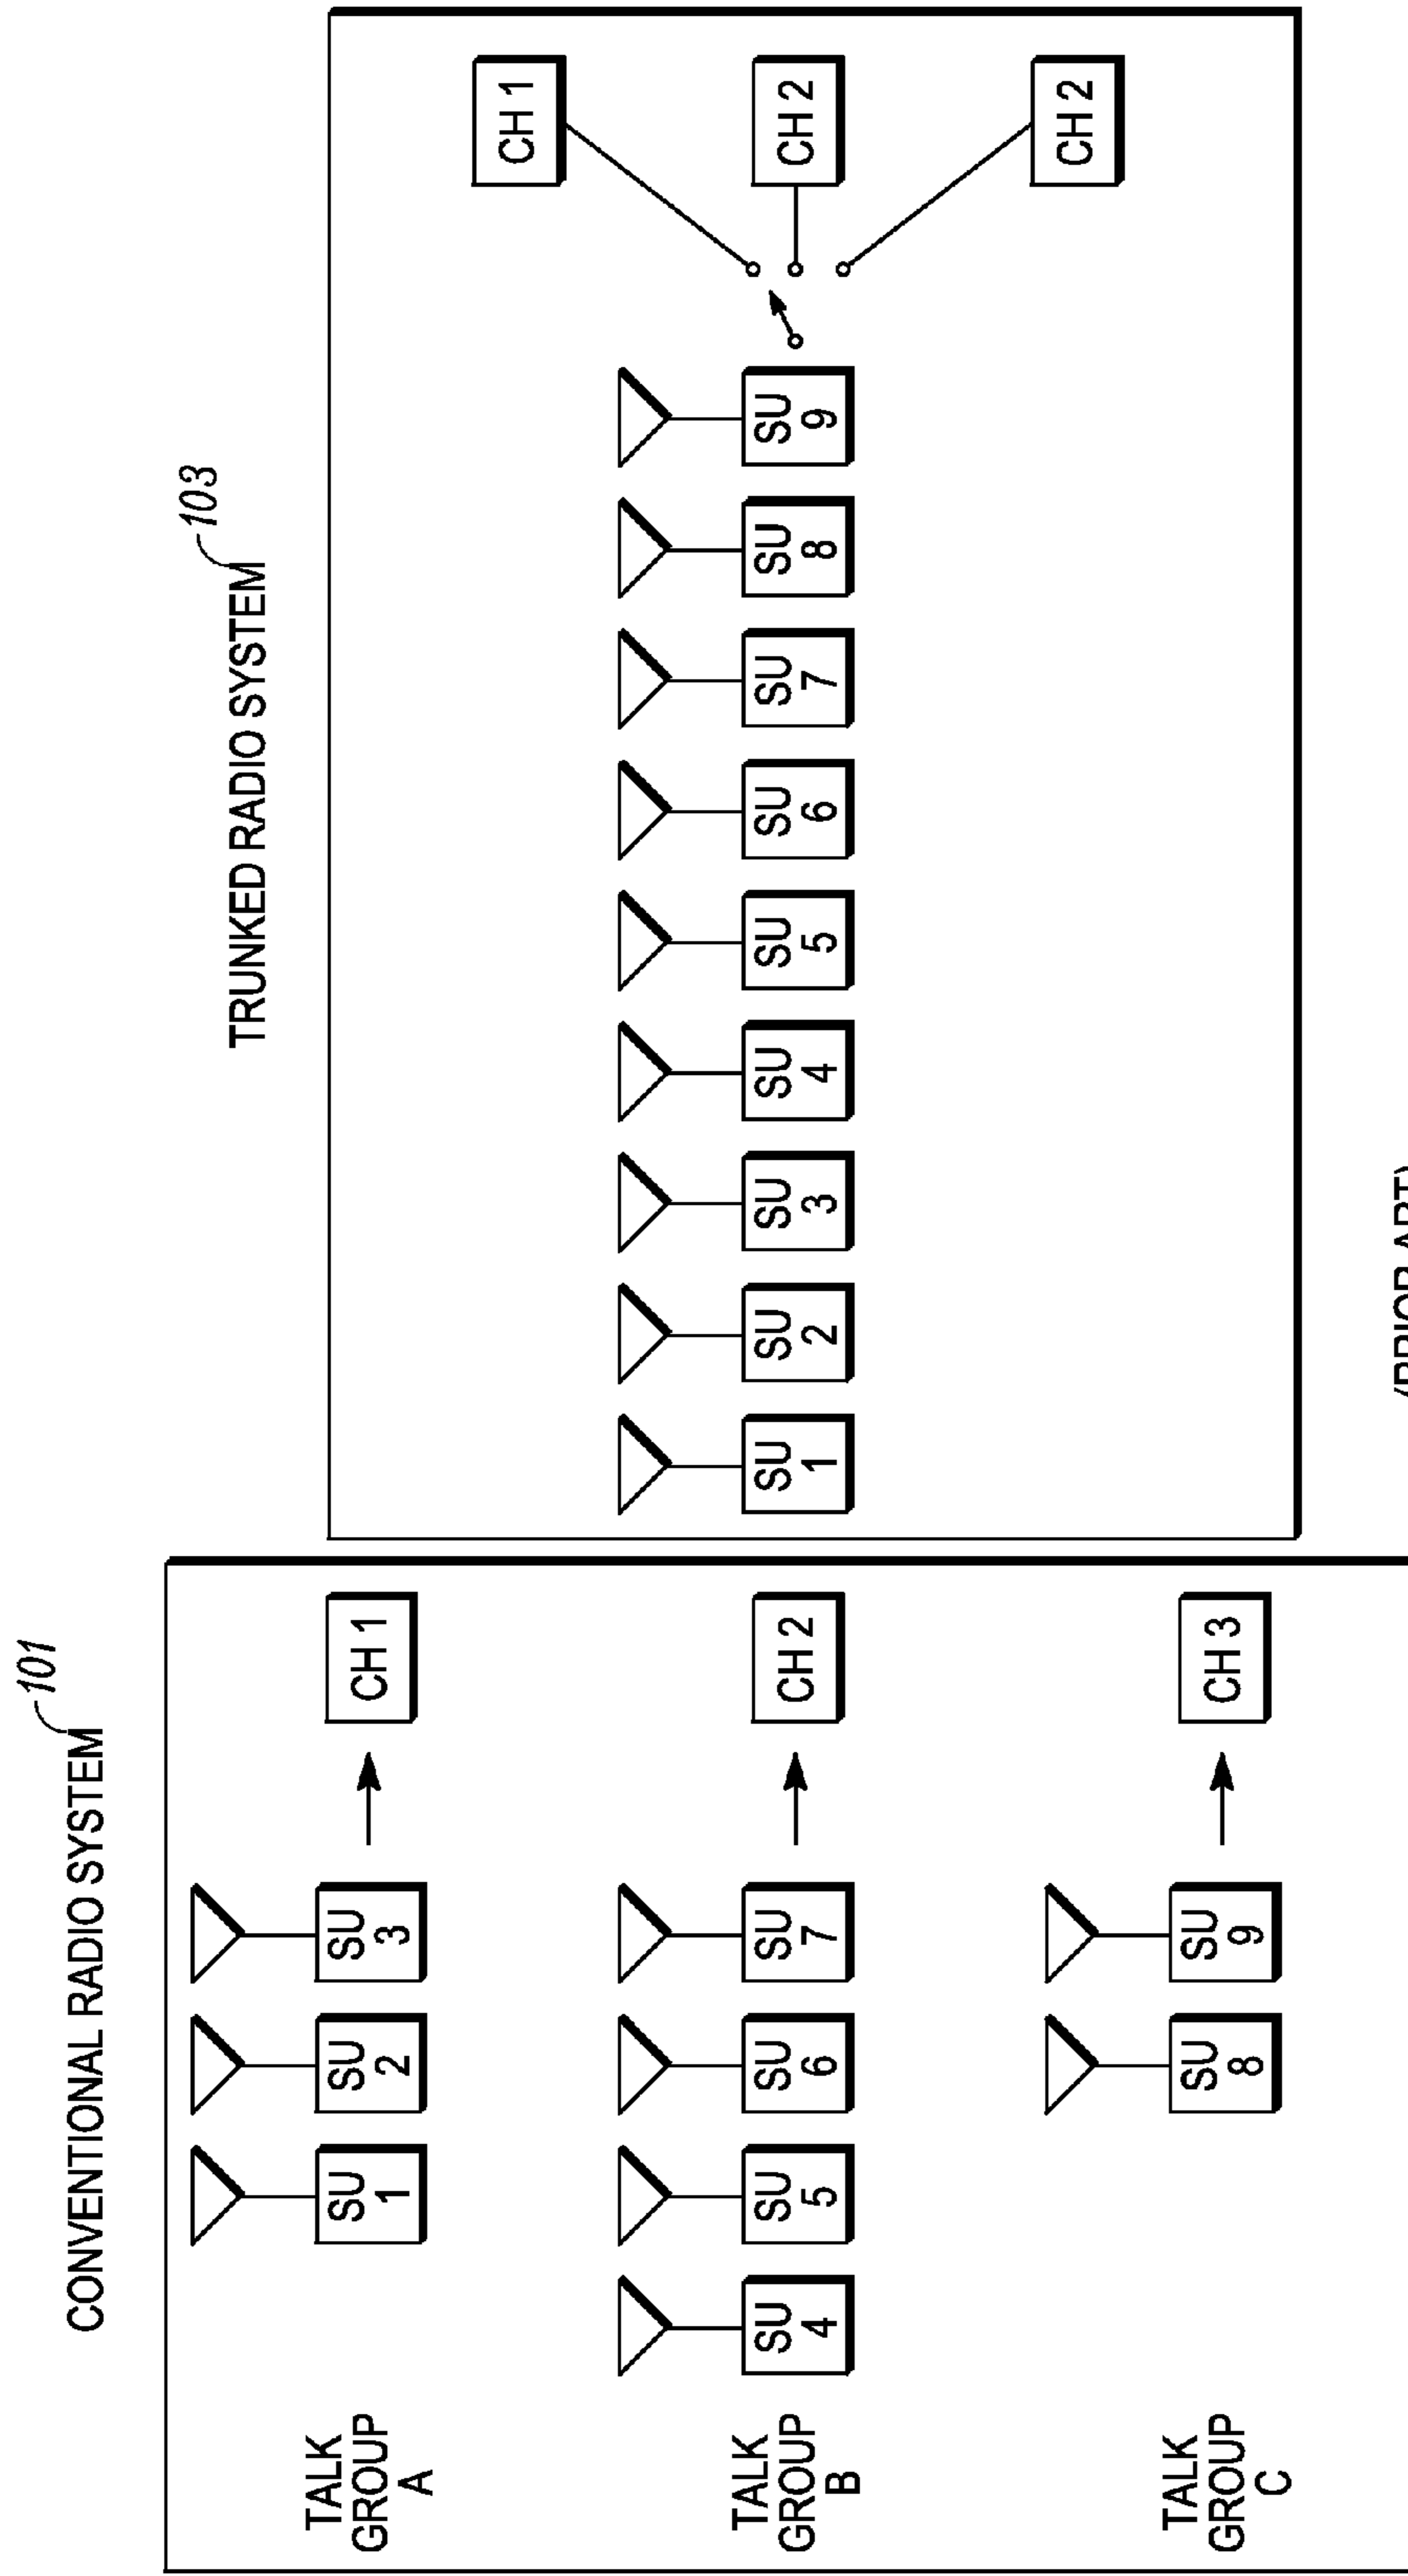 CONVENTIONAL RADIO SYSTEM 101
TALK
GROUP
A
SU
1
SU
2
SU
3
CH 1
TALK
GROUP
B
SU
4
SU
5
SU
6
SU
7
CH 2
TALK
GROUP
C
SU
8
SU
9
CH 3
TRUNKED RADIO SYSTEM 103
SU
1
SU
2
SU
3
SU
4
SU
5
SU
6
SU
7
SU
8
SU
9
CH 1
CH 2
CH 2
(PRIOR ART)